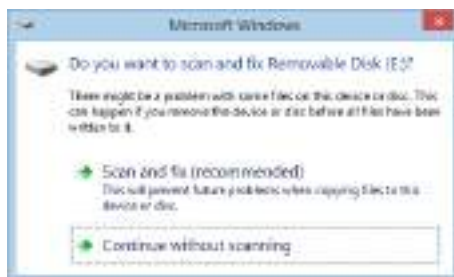 Microsoft Windows
Do you want to scan and fix Removable Disk (E:)?
There might be a problem with some files on this device or disc. This
can happen if you remove the device or disc before all files have been
written to it.
Scan and fix (recommended)
This will prevent future problems when copying files to this
device or disc.
Continue without scanning